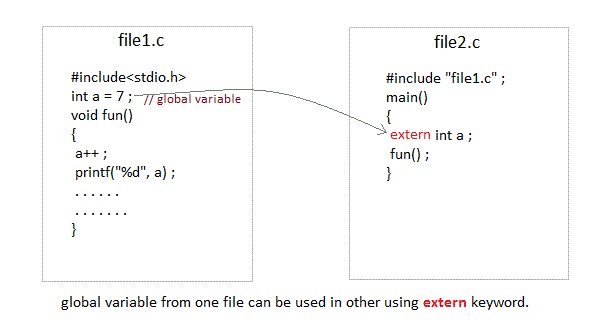 file1.c
#include<stdio.h>
int a = 7 ; // global variable
void fun()
{
a++ ;
printf("%d", a) ;
. . . . . .
. . . . . . .
}
file2.c
#include "file1.c" ;
main()
{
extern int a ;
fun() ;
}
global variable from one file can be used in other using extern keyword.